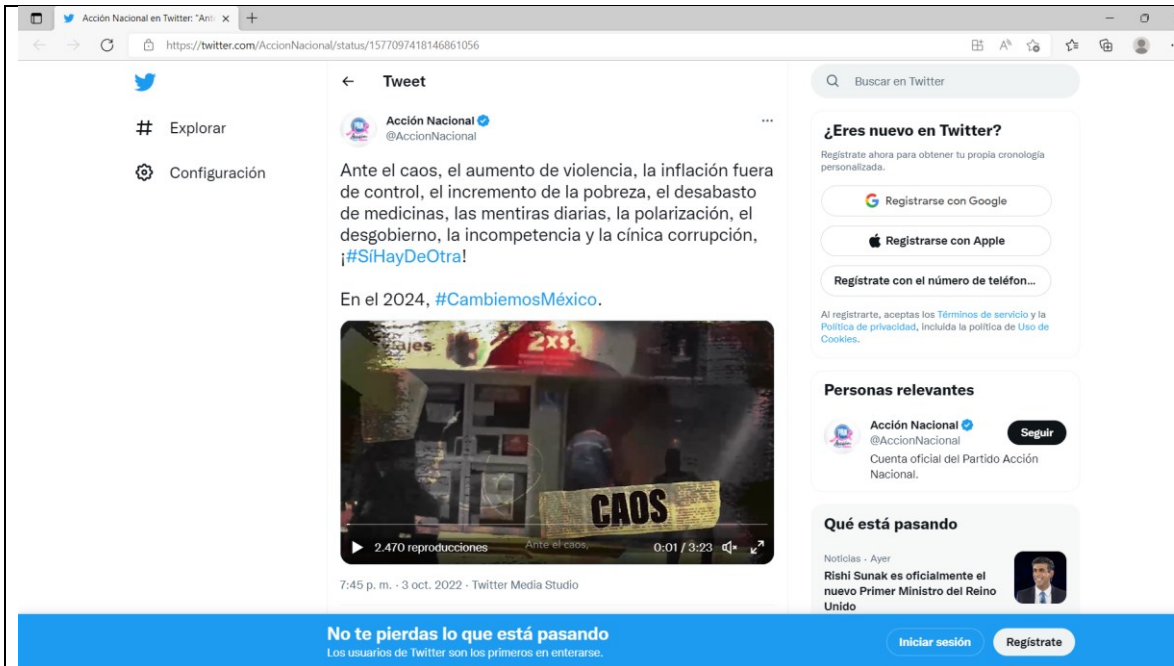 Acción Nacional en Twitter: "Ant
https://twitter.com/AccionNacional/status/1577097418146861056
Explorar
Configuración
Tweet
Acción Nacional
@AccionNacional
Ante el caos, el aumento de violencia, la inflación fuera
de control, el incremento de la pobreza, el desabasto
de medicinas, las mentiras diarias, la polarización, el
desgobierno, la incompetencia y la cínica corrupción,
¡#SíHayDeOtra!
En el 2024, #CambiemosMéxico.
ajes
2x$
CAOS
2.470 reproducciones
Ante el caos,
0:01 / 3:23
7:45 p. m. · 3 oct. 2022 · Twitter Media Studio
Buscar en Twitter
¿Eres nuevo en Twitter?
Regístrate ahora para obtener tu propia cronología
personalizada.
Registrarse con Google
Registrarse con Apple
Regístrate con el número de teléfon...
Al registrarte, aceptas los Términos de servicio y la
Política de privacidad, incluida la política de Uso de
Cookies.
Personas relevantes
Acción Nacional
@AccionNacional
Seguir
Cuenta oficial del Partido Acción
Nacional.
Qué está pasando
Noticias · Ayer
Rishi Sunak es oficialmente el
nuevo Primer Ministro del Reino
Unido
No te pierdas lo que está pasando
Los usuarios de Twitter son los primeros en enterarse.
Iniciar sesión
Regístrate